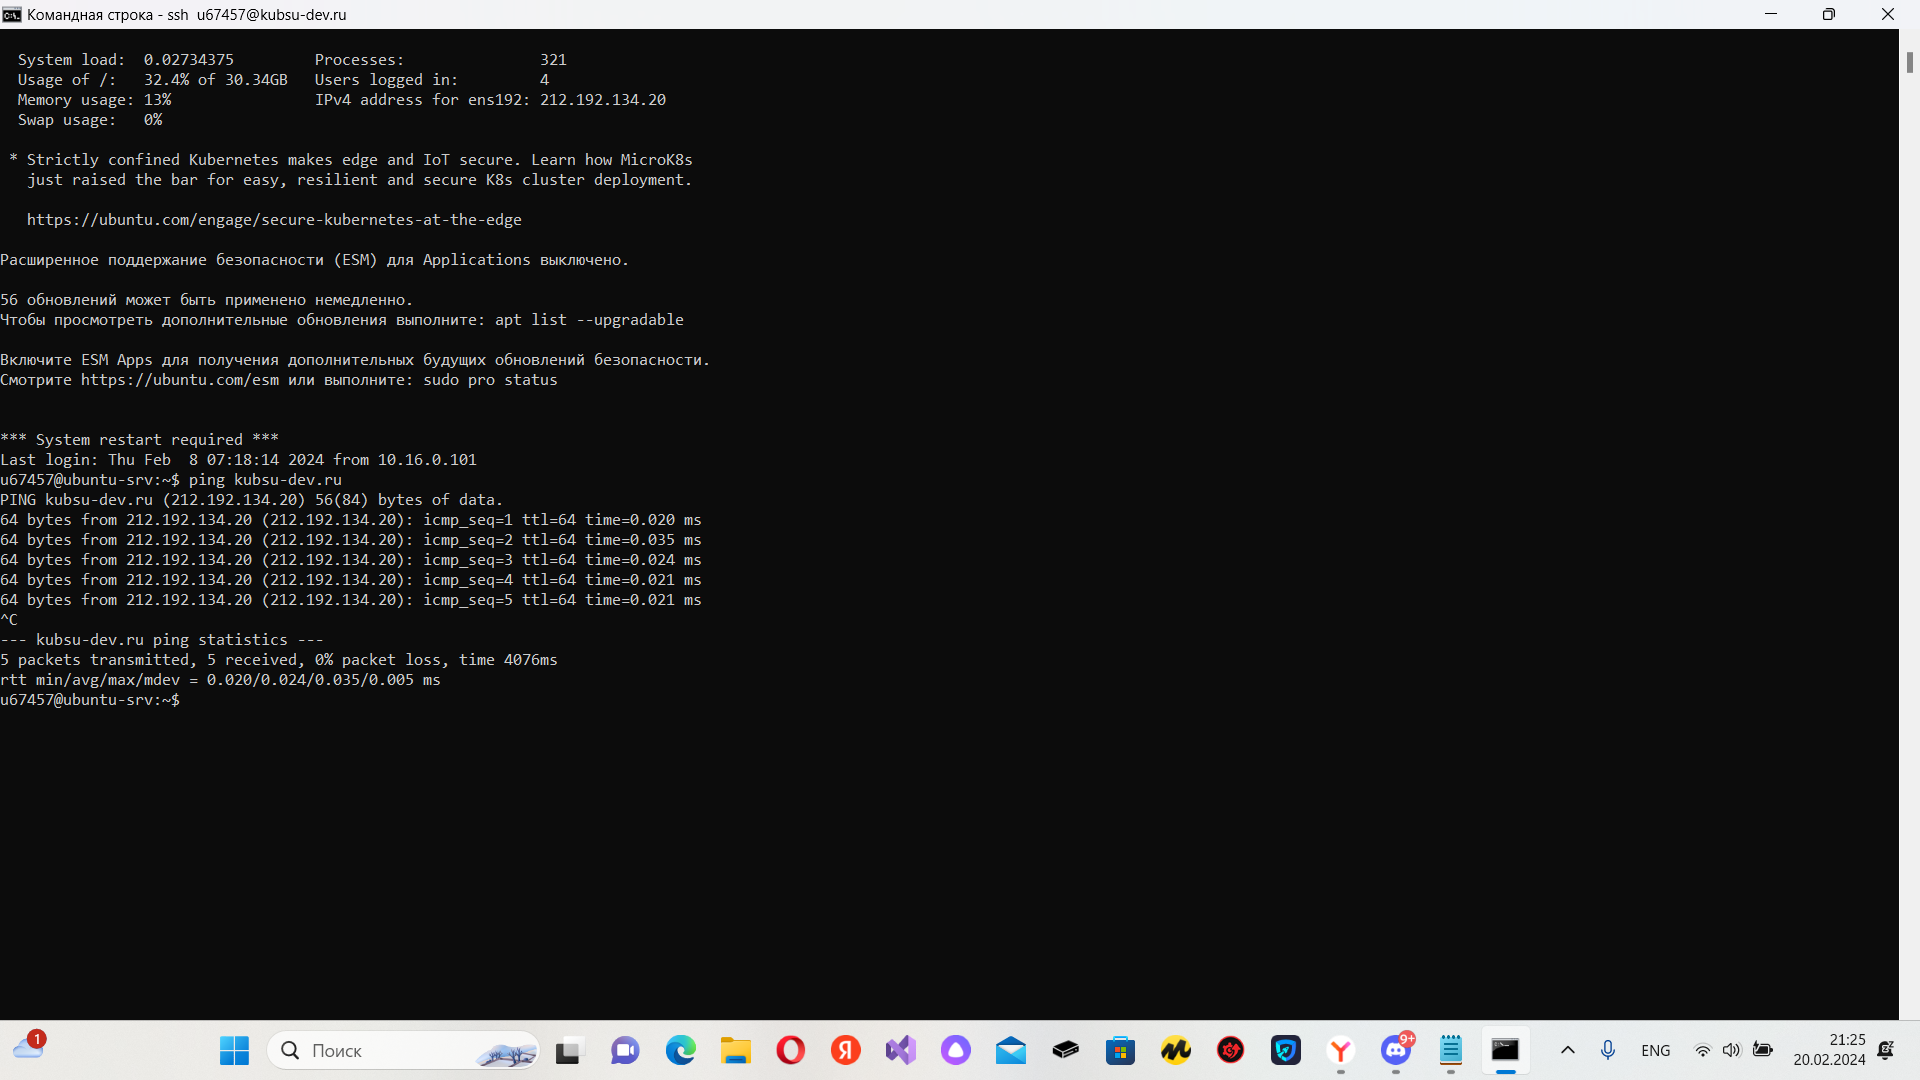 Командная строка - ssh  u67457@kubsu-dev.ru
System load:  0.02734375         Processes:               321
Usage of /:   32.4% of 30.34GB   Users logged in:         4
Memory usage: 13%                IPv4 address for ens192: 212.192.134.20
Swap usage:   0%
* Strictly confined Kubernetes makes edge and IoT secure. Learn how MicroK8s
just raised the bar for easy, resilient and secure K8s cluster deployment.
https://ubuntu.com/engage/secure-kubernetes-at-the-edge
Расширенное поддержание безопасности (ESM) для Applications выключено.
56 обновлений может быть применено немедленно.
Чтобы просмотреть дополнительные обновления выполните: apt list --upgradable
Включите ESM Apps для получения дополнительных будущих обновлений безопасности.
Смотрите https://ubuntu.com/esm или выполните: sudo pro status
*** System restart required ***
Last login: Thu Feb  8 07:18:14 2024 from 10.16.0.101
u67457@ubuntu-srv:~$ ping kubsu-dev.ru
PING kubsu-dev.ru (212.192.134.20) 56(84) bytes of data.
64 bytes from 212.192.134.20 (212.192.134.20): icmp_seq=1 ttl=64 time=0.020 ms
64 bytes from 212.192.134.20 (212.192.134.20): icmp_seq=2 ttl=64 time=0.035 ms
64 bytes from 212.192.134.20 (212.192.134.20): icmp_seq=3 ttl=64 time=0.024 ms
64 bytes from 212.192.134.20 (212.192.134.20): icmp_seq=4 ttl=64 time=0.021 ms
64 bytes from 212.192.134.20 (212.192.134.20): icmp_seq=5 ttl=64 time=0.021 ms
^C
--- kubsu-dev.ru ping statistics ---
5 packets transmitted, 5 received, 0% packet loss, time 4076ms
rtt min/avg/max/mdev = 0.020/0.024/0.035/0.005 ms
u67457@ubuntu-srv:~$
1
Поиск
Я
9+
ENG
21:25
20.02.2024